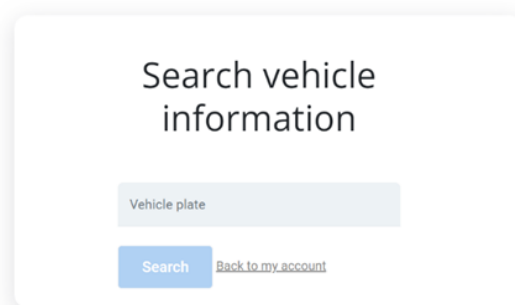 Search vehicle
information
Vehicle plate
Search Back to my account